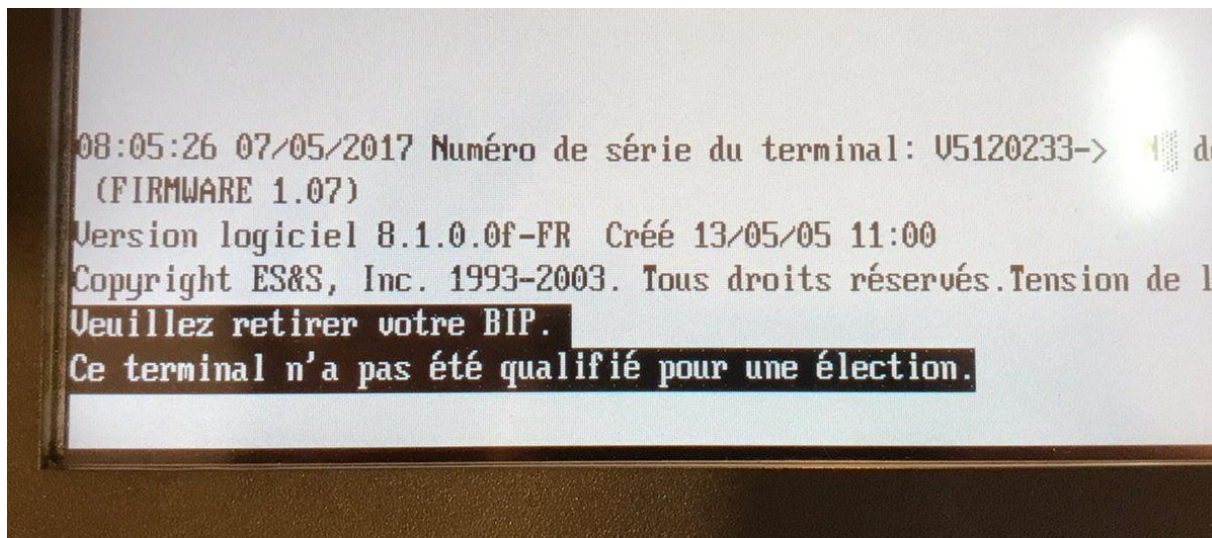 08:05:26 07/05/2017 Numéro de série du terminal: V5120233->
(FIRMWARE 1.07)
Version logiciel 8.1.0.0f-FR Créé 13/05/05 11:00
Copyright ES&S, Inc. 1993-2003. Tous droits réservés.Tension de
Veuillez retirer votre BIP.
Ce terminal n'a pas été qualifié pour une élection.